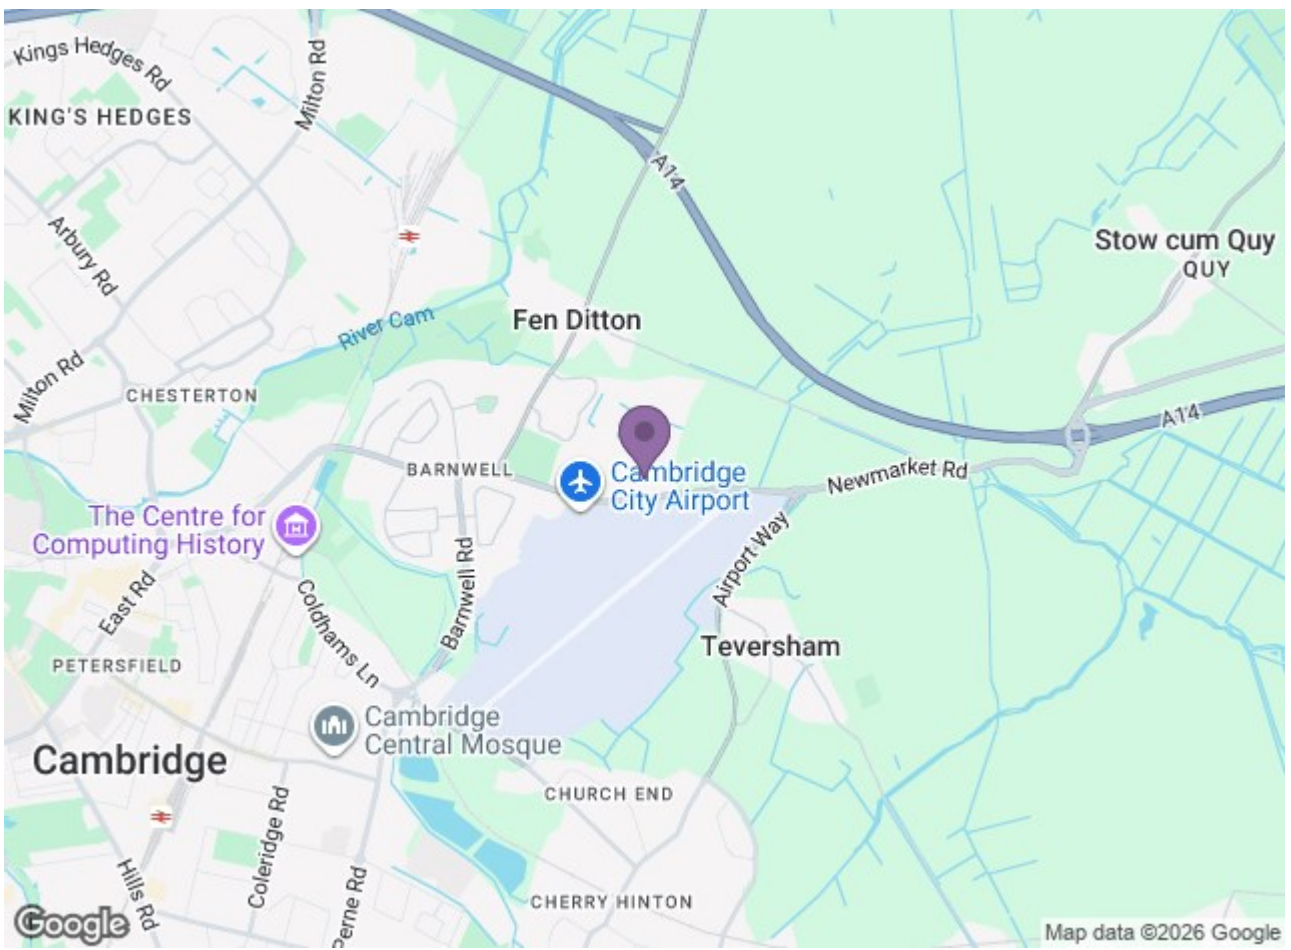 Kings Hedges Rd
Milton Rd
KING'S HEDGES
A14
Arbury Rd
Stow cum Quy
QUY
River Cam
Fen Ditton
Milton Rd
CHESTERTON
A14
BARNWELL
Cambridge
City Airport
Newmarket Rd
The Centre for
Computing History
Airport Way
Barnwell Rd
East Rd
Coldhams Ln
Teversham
PETERSFIELD
Cambridge
Central Mosque
Cambridge
CHURCH END
Coleridge Rd
Hills Rd
Perne Rd
CHERRY HINTON
Google
Map data ©2026 Google